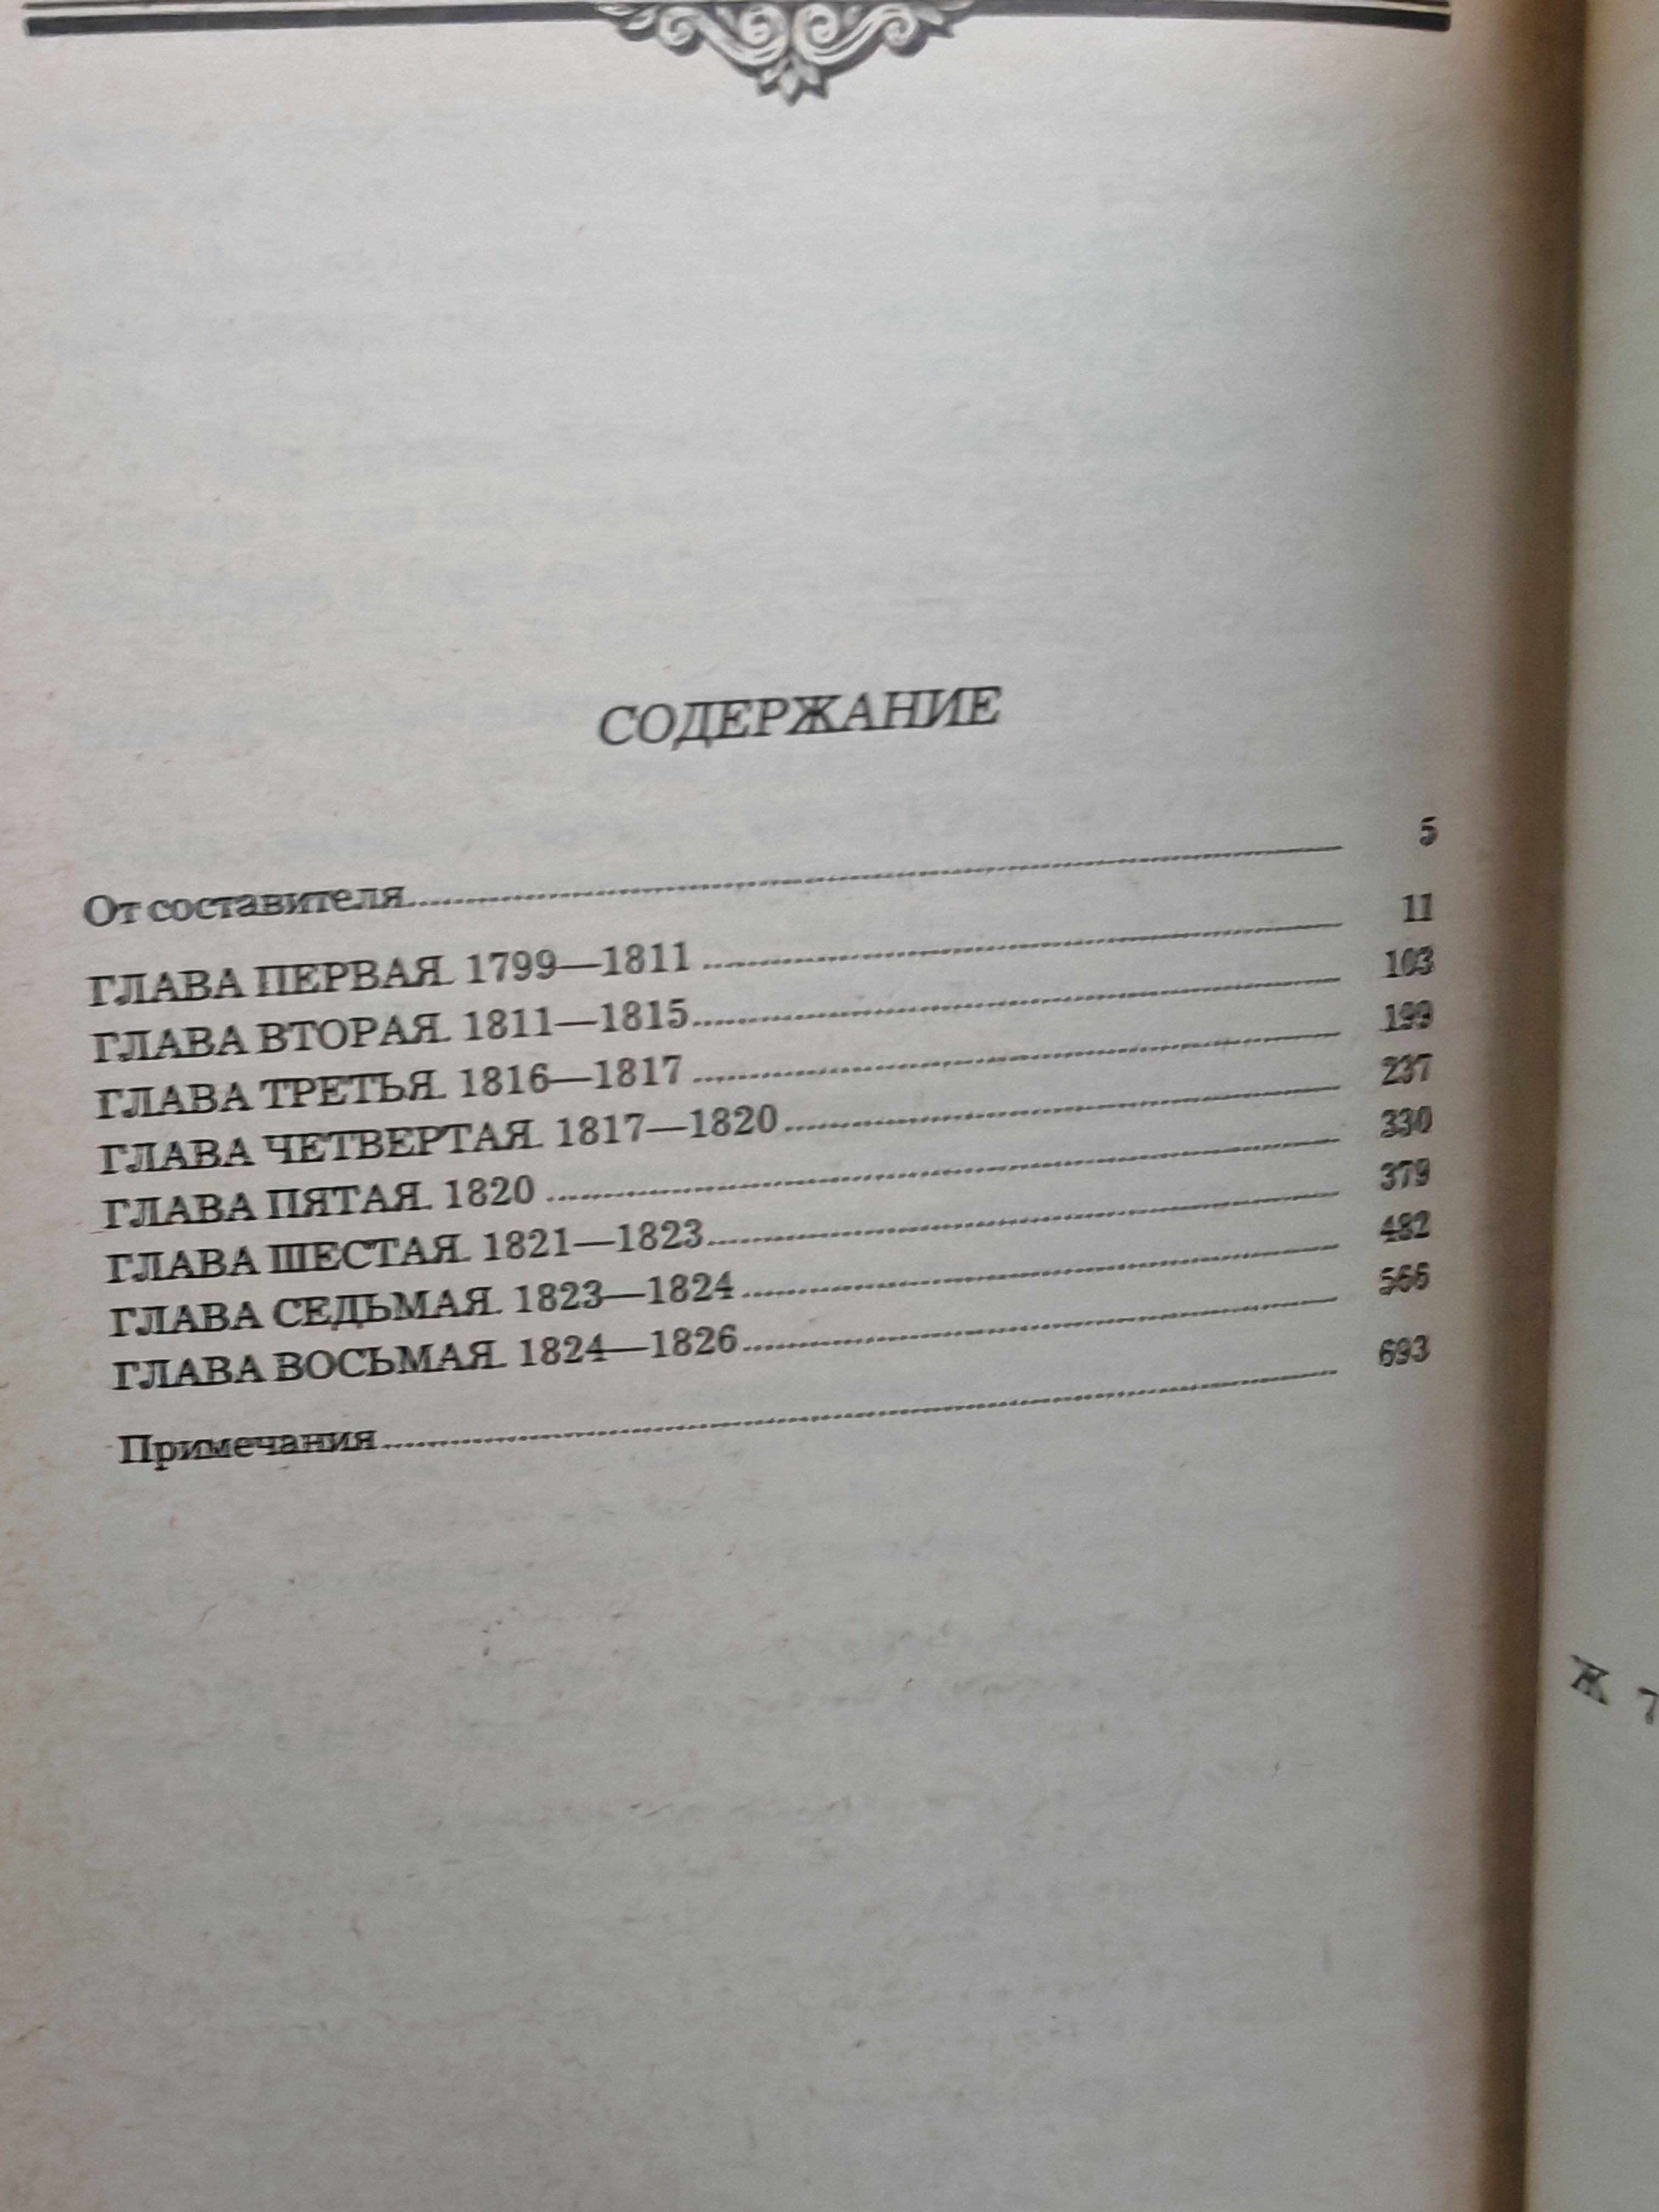 СОДЕРЖАНИЕ
От составителя 5
ГЛАВА ПЕРВАЯ. 1799—1811 11
ГЛАВА ВТОРАЯ. 1811—1815 103
ГЛАВА ТРЕТЬЯ. 1816—1817 199
ГЛАВА ЧЕТВЕРТАЯ. 1817—1820 237
ГЛАВА ПЯТАЯ. 1820 330
ГЛАВА ШЕСТАЯ. 1821—1823 379
ГЛАВА СЕДЬМАЯ. 1823—1824 482
ГЛАВА ВОСЬМАЯ. 1824—1826 566
Примечания 693
Ж 7